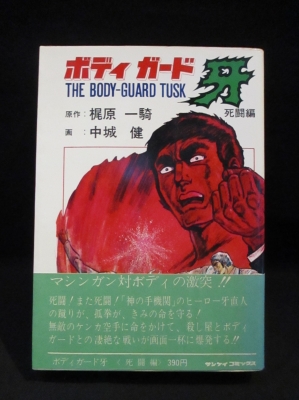 ボディ ガード 牙
THE BODY-GUARD TUSK
死闘編
原作:梶原 一騎
画:中城 健
マシンガン対ボディの激突!!
死闘!また死闘!「神の手機関」のヒーロー牙直人
の蹴りが、孤拳が、きみの命を守る!
無敵のケンカ空手に命をかけて、殺し屋とボディ
ガードとの凄絶な戦いが画面一杯に爆発する!!
ボディガード牙〈死闘編〉390円
サンケイコミックス